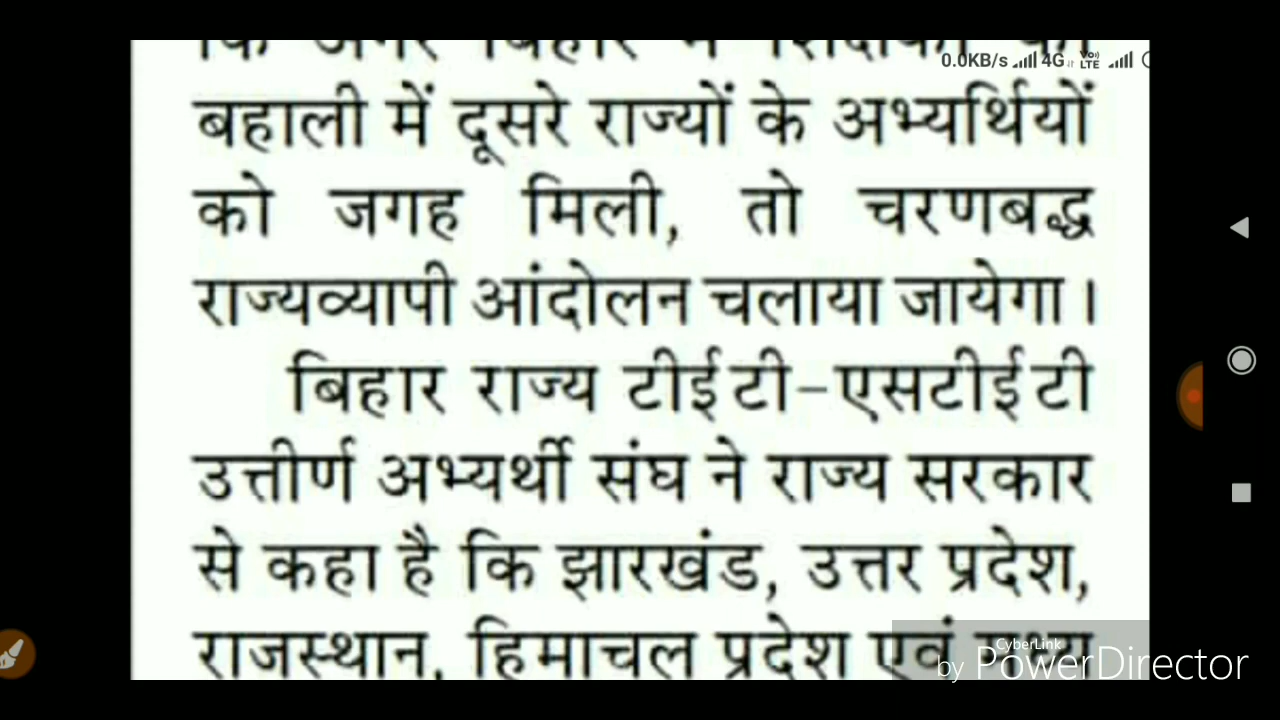 0.0KB/s 4G VoLTE
बहाली में दूसरे राज्यों के अभ्यर्थियों
को जगह मिली, तो चरणबद्ध
राज्यव्यापी आंदोलन चलाया जायेगा।
बिहार राज्य टीईटी-एसटीईटी
उत्तीर्ण अभ्यर्थी संघ ने राज्य सरकार
से कहा है कि झारखंड, उत्तर प्रदेश,
राजस्थान, हिमाचल प्रदेश एवं
CyberLink
by PowerDirector